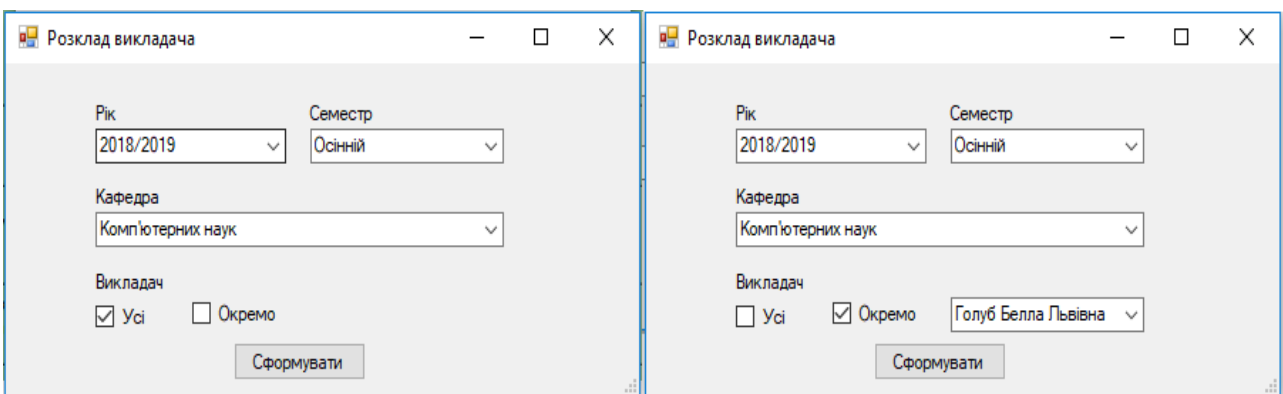 Розклад викладача
Рік Семестр
2018/2019 Осінній
Кафедра
Комп'ютерних наук
Викладач
Усі Окремо
Сформувати
Розклад викладача
Рік Семестр
2018/2019 Осінній
Кафедра
Комп'ютерних наук
Викладач
Усі Окремо Голуб Белла Львівна
Сформувати